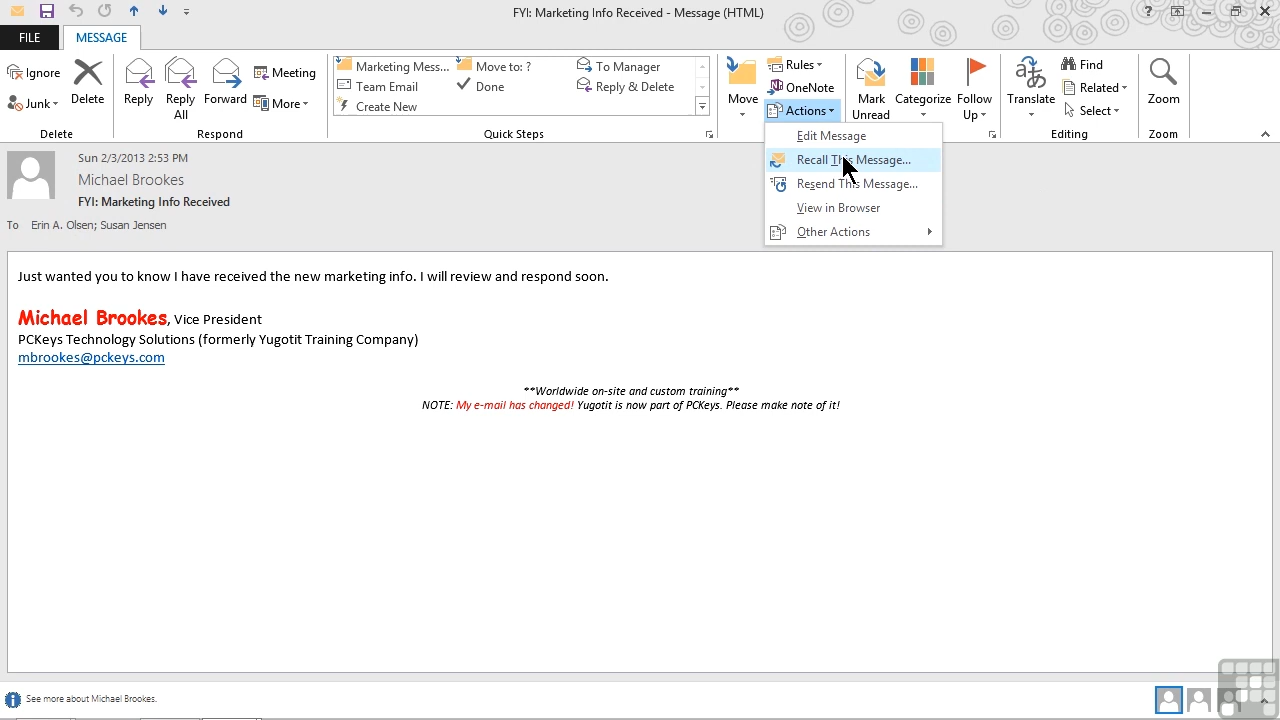 FYI: Marketing Info Received - Message (HTML)
?
FILE
MESSAGE
Ignore
Junk
Delete
Reply
Reply All
Forward
Meeting
More
Marketing Mess...
Team Email
Create New
Move to: ?
Done
To Manager
Reply & Delete
Move
Rules
OneNote
Actions
Mark Unread
Categorize
Follow Up
Translate
Find
Related
Select
Zoom
Delete
Respond
Quick Steps
Editing
Zoom
Edit Message
Recall This Message...
Resend This Message...
View in Browser
Other Actions
Sun 2/3/2013 2:53 PM
Michael Brookes
FYI: Marketing Info Received
To Erin A. Olsen; Susan Jensen
Just wanted you to know I have received the new marketing info. I will review and respond soon.
Michael Brookes, Vice President
PCKeys Technology Solutions (formerly Yugotit Training Company)
mbrookes@pckeys.com
**Worldwide on-site and custom training**
NOTE: My e-mail has changed! Yugotit is now part of PCKeys. Please make note of it!
See more about Michael Brookes.